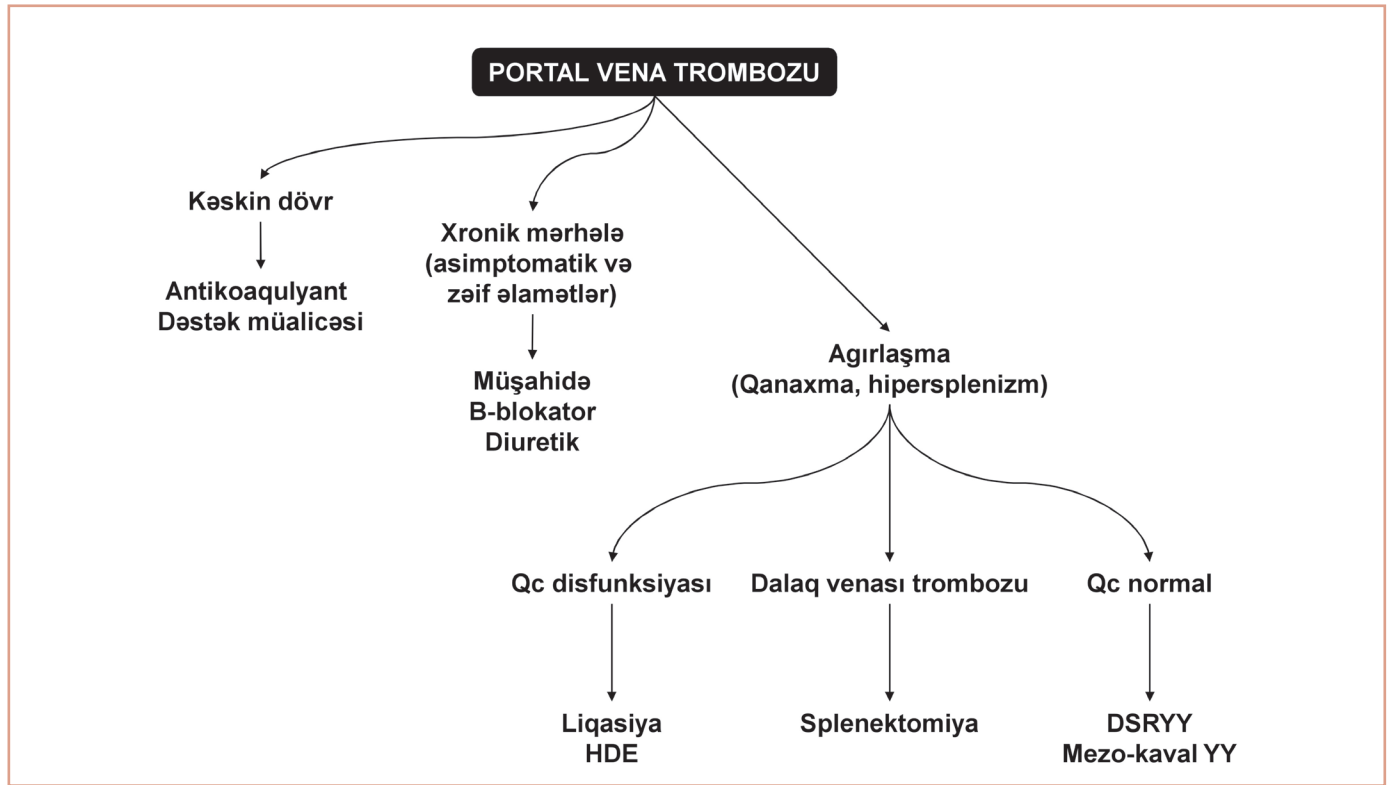 PORTAL VENA TROMBOZU
Kəskin dövr
Antikoaqulyant
Dəstək müalicəsi
Xronik mərhələ
(asimptomatik və
zəif əlamətlər)
Müşahidə
B-blokator
Diuretik
Agırlaşma
(Qanaxma, hipersplenizm)
Qc disfunksiyası
Liqasiya
HDE
Dalaq venası trombozu
Splenektomiya
Qc normal
DSRYY
Mezo-kaval YY